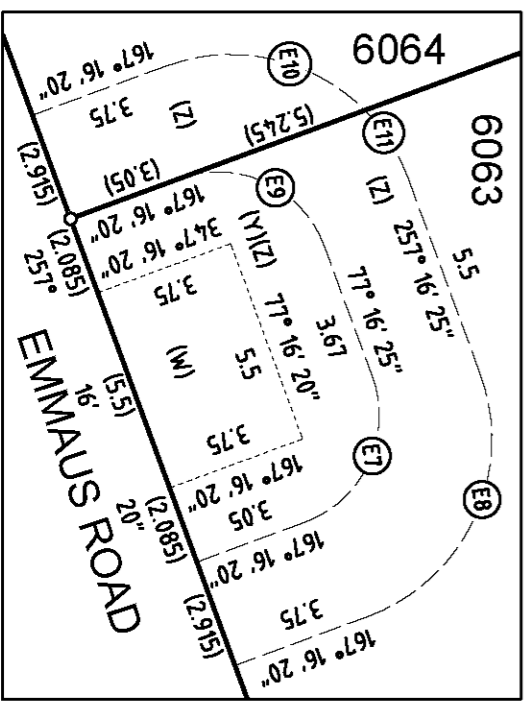 6064
6063
E10
E11
167° 16' 20"
3.75
(Z)
(5.245)
(3.05)
(2.915)
E9
(Z)
257° 16' 25"
5.5
167° 16' 20"
347° 16' 20"
(Y)(Z)
77° 16' 25"
3.67
77° 16' 20"
5.5
(2.085)
3.75
(W)
257°
16'
20"
(5.5)
3.75
167° 16' 20"
E7
E8
EMMAUS ROAD
(2.085)
3.05
167° 16' 20"
(2.915)
3.75
167° 16' 20"